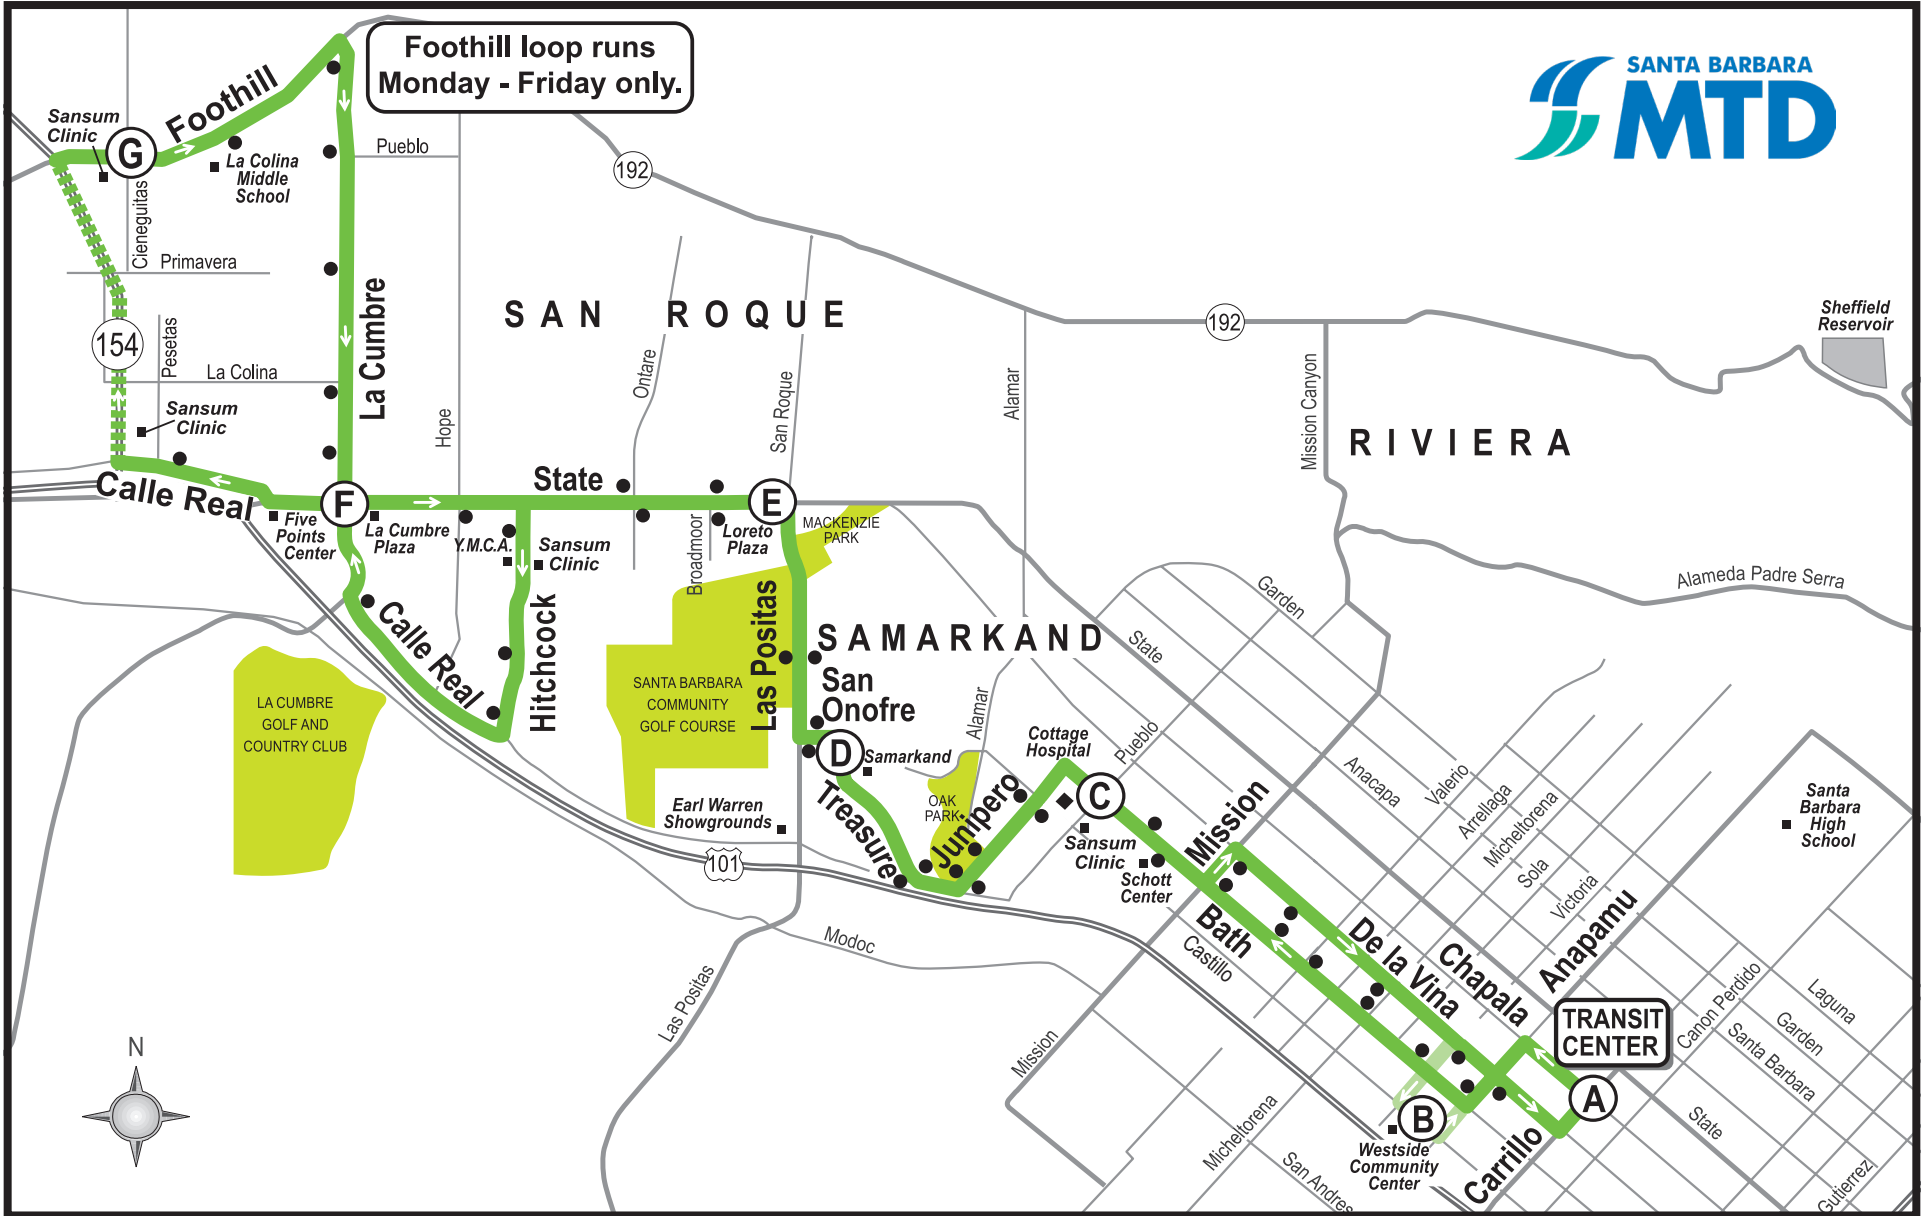 Foothill loop runs
Monday - Friday only.
SANTA BARBARA
MTD
Sansum
Clinic
G
Foothill
La Colina
Middle
School
Pueblo
192
Cieneguitas
Primavera
154
Pesetas
La Colina
La Cumbre
Hope
SAN ROQUE
Ontare
San Roque
Alamar
192
Mission Canyon
Sheffield
Reservoir
RIVIERA
Sansum
Clinic
Calle Real
F
State
E
Five
Points
Center
La Cumbre
Plaza
Y.M.C.A.
Sansum
Clinic
Broadmoor
Loreto
Plaza
MACKENZIE
PARK
Alameda Padre Serra
Garden
State
Calle Real
Hitchcock
Las Positas
SAMARKAND
San
Onofre
SANTA BARBARA
COMMUNITY
GOLF COURSE
LA CUMBRE
GOLF AND
COUNTRY CLUB
Alamar
Cottage
Hospital
Pueblo
D
Samarkand
Treasure
OAK
PARK
Junipero
C
Earl Warren
Showgrounds
101
Sansum
Clinic
Schott
Center
Mission
Anacapa
Valerio
Arrellaga
Micheltorena
Sola
Victoria
Santa
Barbara
High
School
Anapamu
Bath
Castillo
De la Vina
Chapala
Modoc
Las Positas
Mission
TRANSIT
CENTER
Canon Perdido
Laguna
Garden
Santa Barbara
A
B
State
Westside
Community
Center
Carrillo
Micheltorena
San Andres
Gutierrez
N